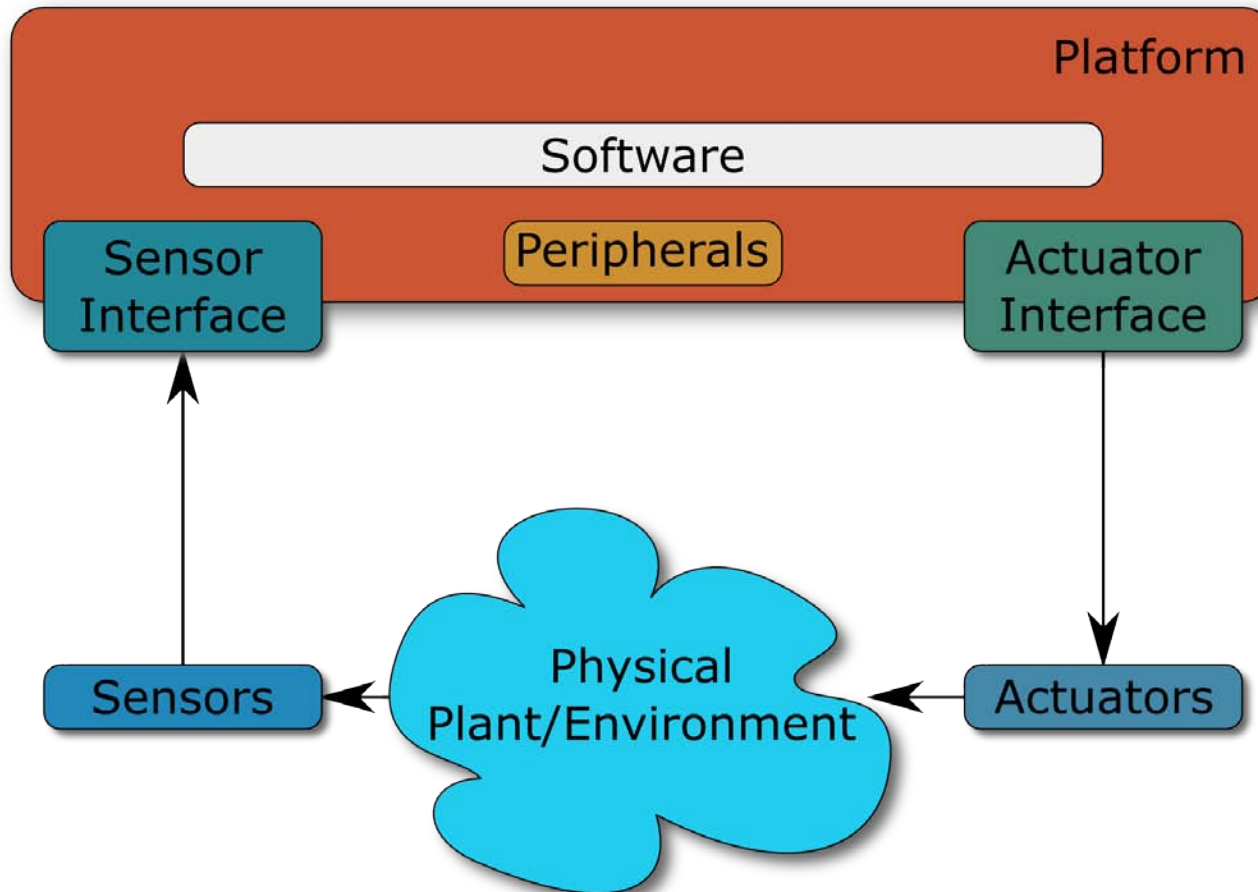 Platform
Software
Sensor
Interface
Peripherals
Actuator
Interface
Physical
Plant/Environment
Sensors
Actuators